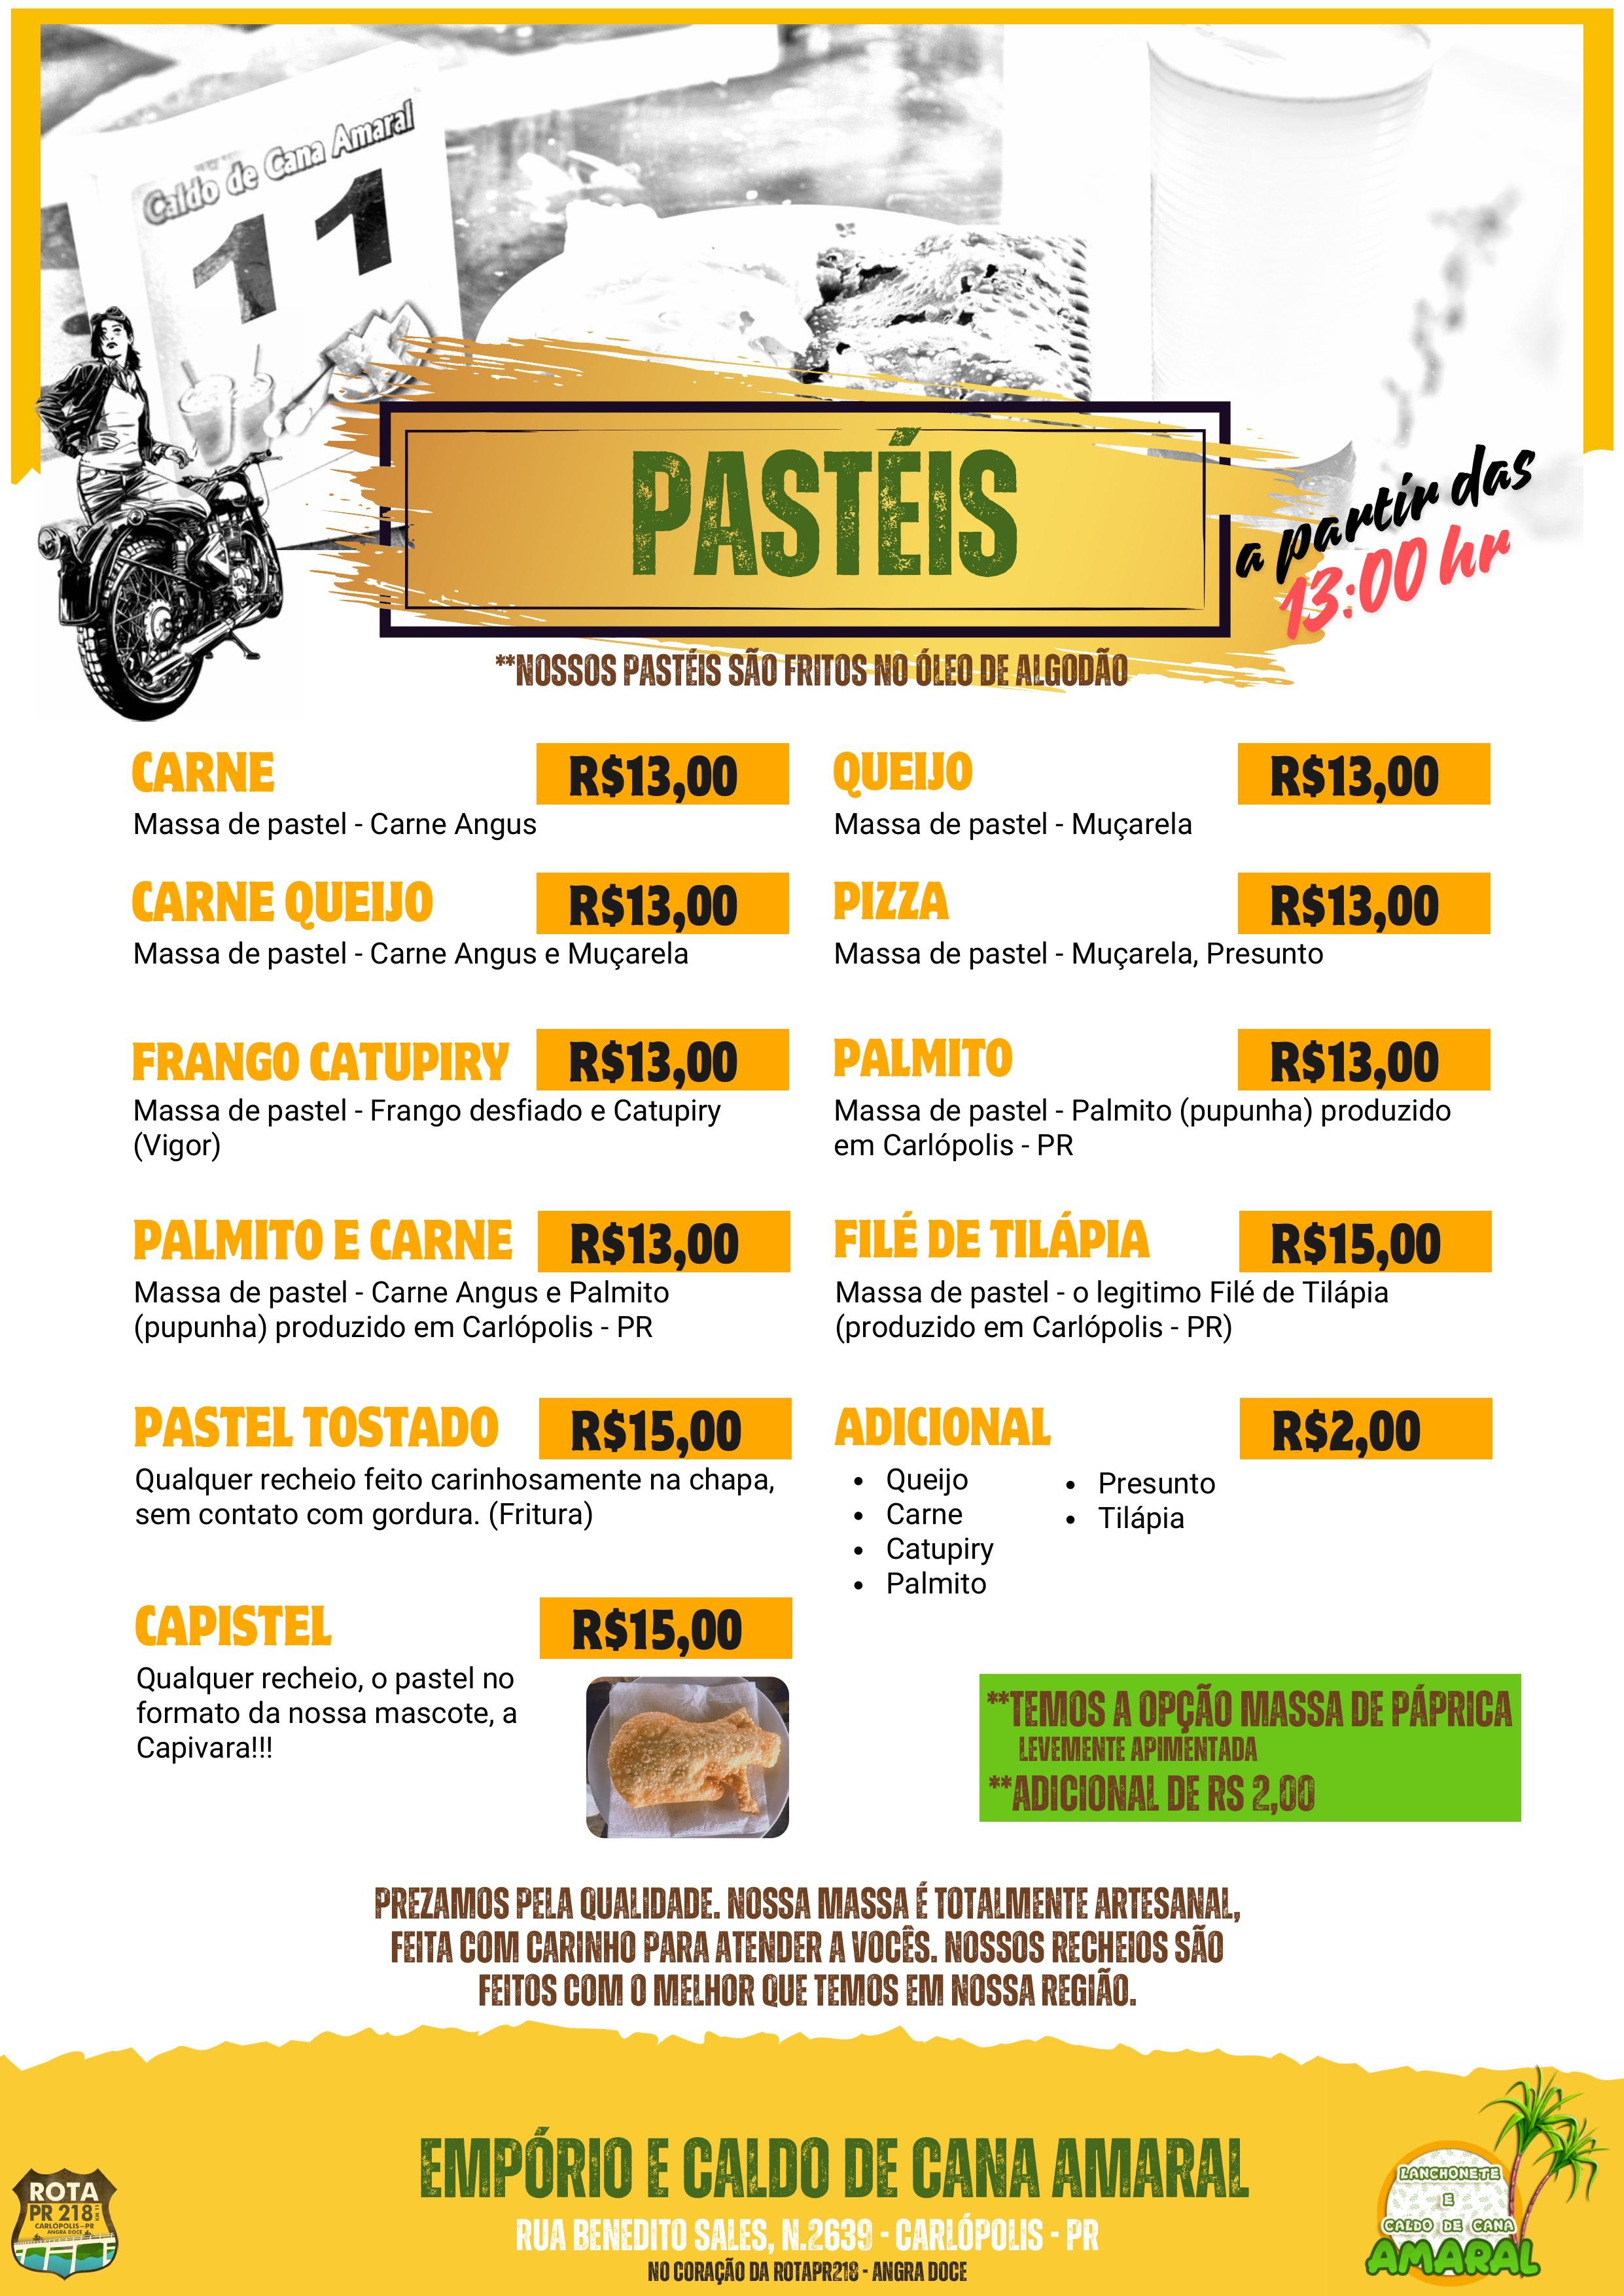 Caldo de Cana Amaral
11
PASTÉIS
a partir das
13:00 hr
**NOSSOS PASTÉIS SÃO FRITOS NO ÓLEO DE ALGODÃO
CARNE R$13,00
Massa de pastel - Carne Angus
QUEIJO R$13,00
Massa de pastel - Muçarela
CARNE QUEIJO R$13,00
Massa de pastel - Carne Angus e Muçarela
PIZZA R$13,00
Massa de pastel - Muçarela, Presunto
FRANGO CATUPIRY R$13,00
Massa de pastel - Frango desfiado e Catupiry
(Vigor)
PALMITO R$13,00
Massa de pastel - Palmito (pupunha) produzido
em Carlópolis - PR
PALMITO E CARNE R$13,00
Massa de pastel - Carne Angus e Palmito
(pupunha) produzido em Carlópolis - PR
FILÉ DE TILÁPIA R$15,00
Massa de pastel - o legitimo Filé de Tilápia
(produzido em Carlópolis - PR)
PASTEL TOSTADO R$15,00
Qualquer recheio feito carinhosamente na chapa,
sem contato com gordura. (Fritura)
ADICIONAL R$2,00
• Queijo
• Carne
• Catupiry
• Palmito
• Presunto
• Tilápia
CAPISTEL R$15,00
Qualquer recheio, o pastel no
formato da nossa mascote, a
Capivara!!!
**TEMOS A OPÇÃO MASSA DE PÁPRICA
LEVEMENTE APIMENTADA
**ADICIONAL DE RS 2,00
PREZAMOS PELA QUALIDADE. NOSSA MASSA É TOTALMENTE ARTESANAL,
FEITA COM CARINHO PARA ATENDER A VOCÊS. NOSSOS RECHEIOS SÃO
FEITOS COM O MELHOR QUE TEMOS EM NOSSA REGIÃO.
EMPÓRIO E CALDO DE CANA AMARAL
RUA BENEDITO SALES, N.2639 - CARLÓPOLIS - PR
NO CORAÇÃO DA ROTAPR218 - ANGRA DOCE
ROTA
PR 218
CARLOPOLIS-PR
ANGRA DOCE
LANCHONETE
E
CALDO DE CANA
AMARAL